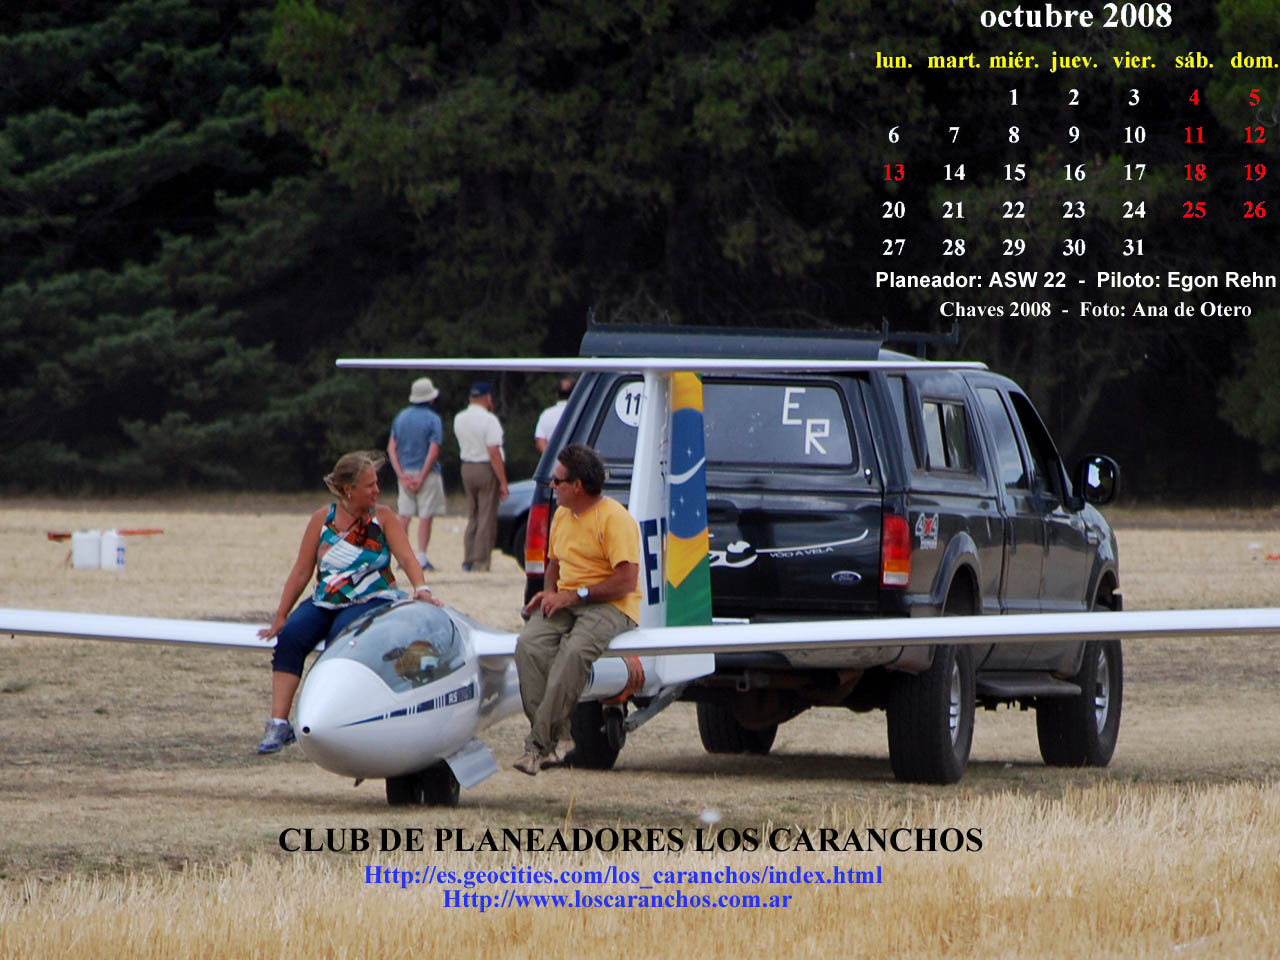 octubre 2008
lun. mart. miér. juev. vier. sáb. dom.
1 2 3 4 5
6 7 8 9 10 11 12
13 14 15 16 17 18 19
20 21 22 23 24 25 26
27 28 29 30 31
Planeador: ASW 22 - Piloto: Egon Rehn
Chaves 2008 - Foto: Ana de Otero
11
E
R
4x4
VOO A VELA
Ford
CLUB DE PLANEADORES LOS CARANCHOS
Http://es.geocities.com/los_caranchos/index.html
Http://www.loscaranchos.com.ar